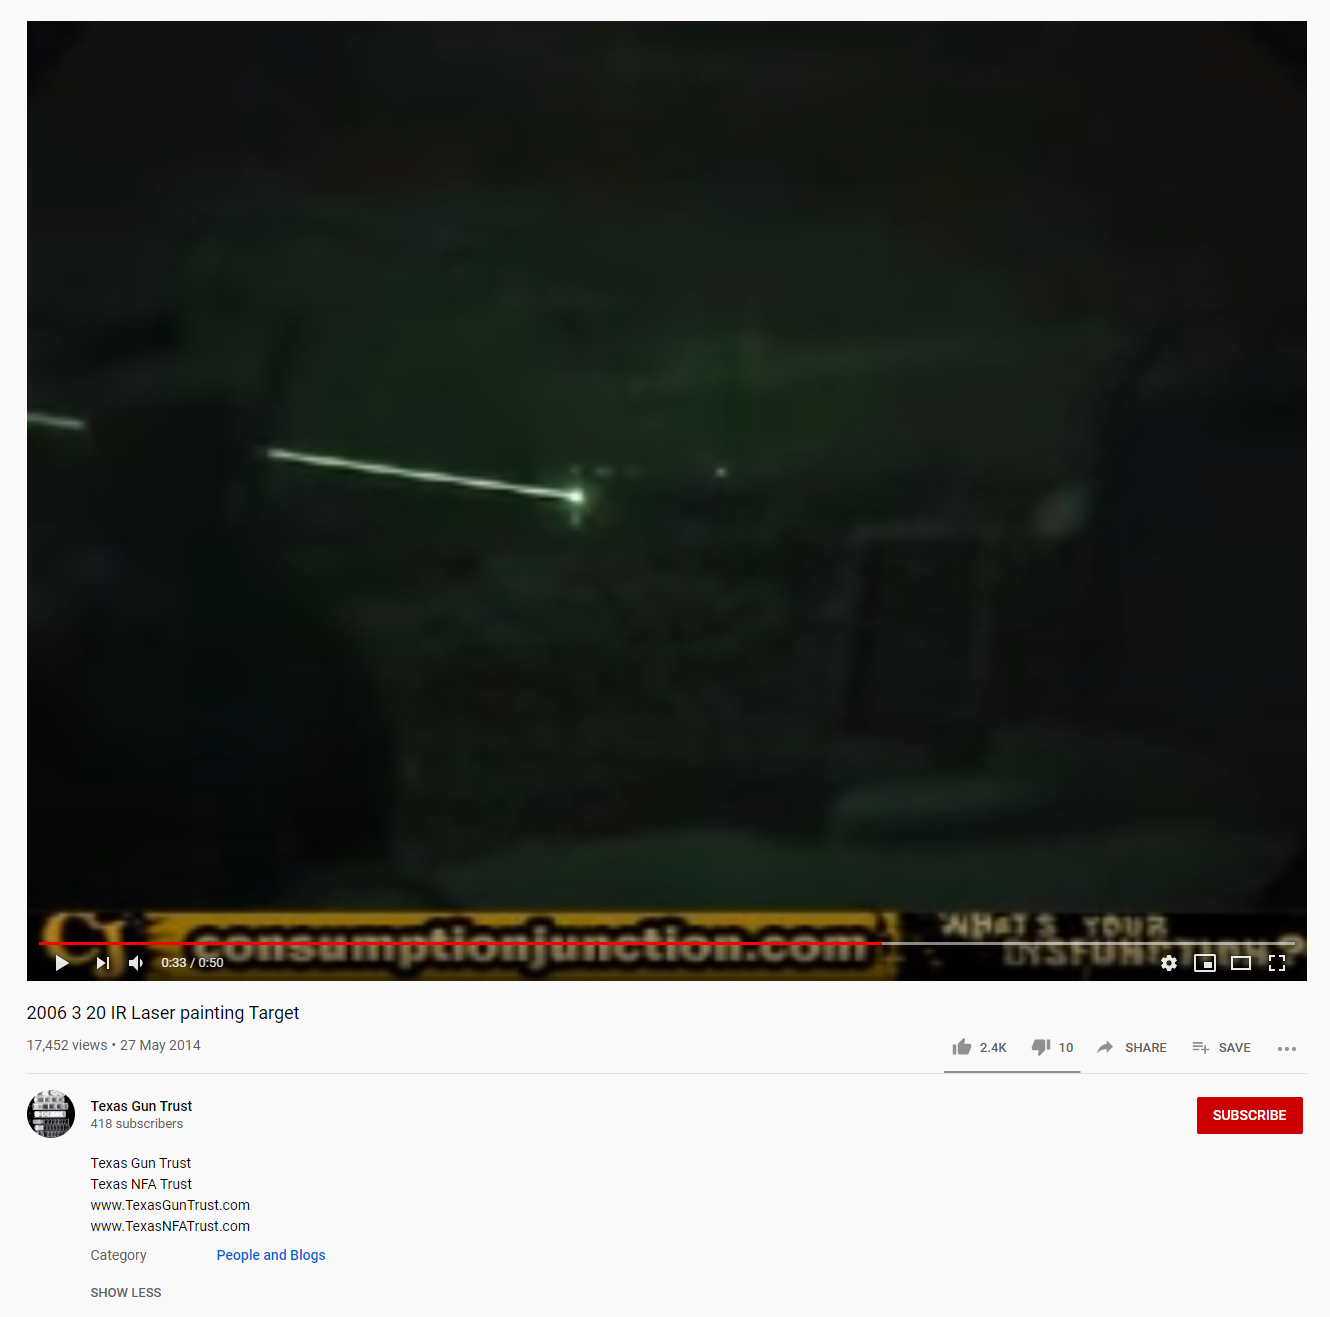 CJ consumptionjunction.com WHAT'S YOUR
DYSFUNCTION?
0:33 / 0:50
2006 3 20 IR Laser painting Target
17,452 views • 27 May 2014
2.4K 10 SHARE SAVE
Texas Gun Trust
418 subscribers
SUBSCRIBE
Texas Gun Trust
Texas NFA Trust
www.TexasGunTrust.com
www.TexasNFATrust.com
Category People and Blogs
SHOW LESS